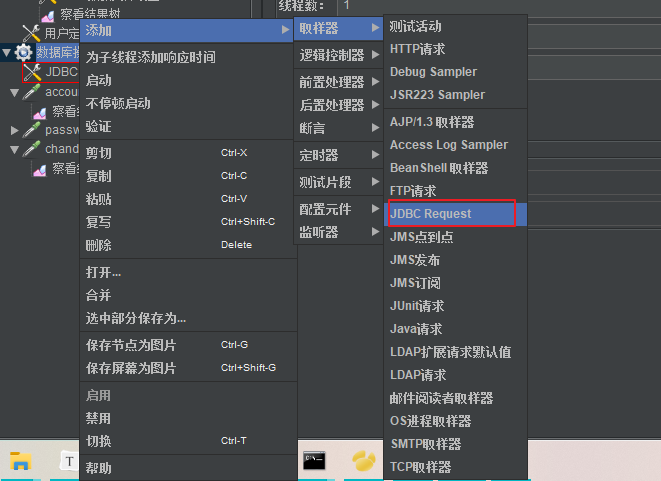 察看结果树
线程数：
1
用户定
数据库操
JDBC
accou
察看结
passw
chand
察看结
添加
为子线程添加响应时间
启动
不停顿启动
验证
剪切 Ctrl-X
复制 Ctrl-C
粘贴 Ctrl-V
复写 Ctrl+Shift-C
删除 Delete
打开...
合并
选中部分保存为...
保存节点为图片 Ctrl-G
保存屏幕为图片 Ctrl+Shift-G
启用
禁用
切换 Ctrl-T
帮助
取样器
逻辑控制器
前置处理器
后置处理器
断言
定时器
测试片段
配置元件
监听器
测试活动
HTTP请求
Debug Sampler
JSR223 Sampler
AJP/1.3 取样器
Access Log Sampler
BeanShell 取样器
FTP请求
JDBC Request
JMS点到点
JMS发布
JMS订阅
JUnit请求
Java请求
LDAP扩展请求默认值
LDAP请求
邮件阅读者取样器
OS进程取样器
SMTP取样器
TCP取样器
T